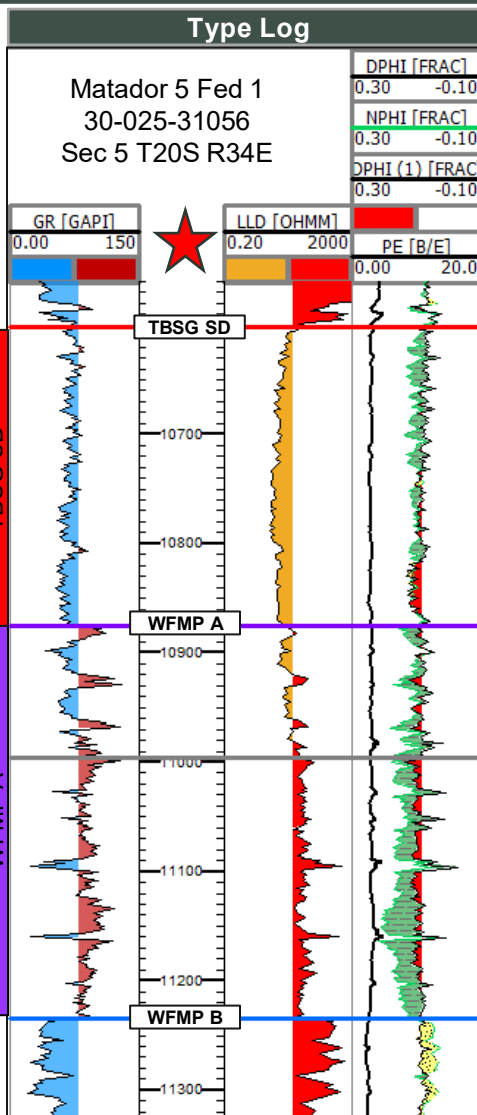 Type Log
Matador 5 Fed 1
30-025-31056
Sec 5 T20S R34E
DPHI [FRAC]
0.30 -0.10
NPHI [FRAC]
0.30 -0.10
DPHI (1) [FRAC
0.30 -0.10
GR [GAPI]
0.00 150
LLD [OHMM]
0.20 2000
PE [B/E]
0.00 20.0
TBSG SD
10700
10800
WFMP A
10900
11000
11100
11200
WFMP B
11300